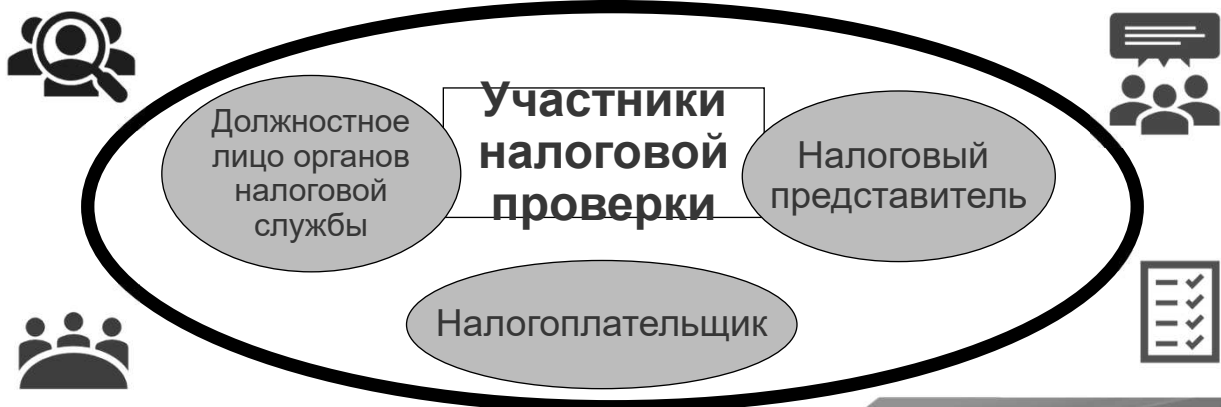 Участники
налоговой
проверки
Должностное
лицо органов
налоговой
службы
Налоговый
представитель
Налогоплательщик